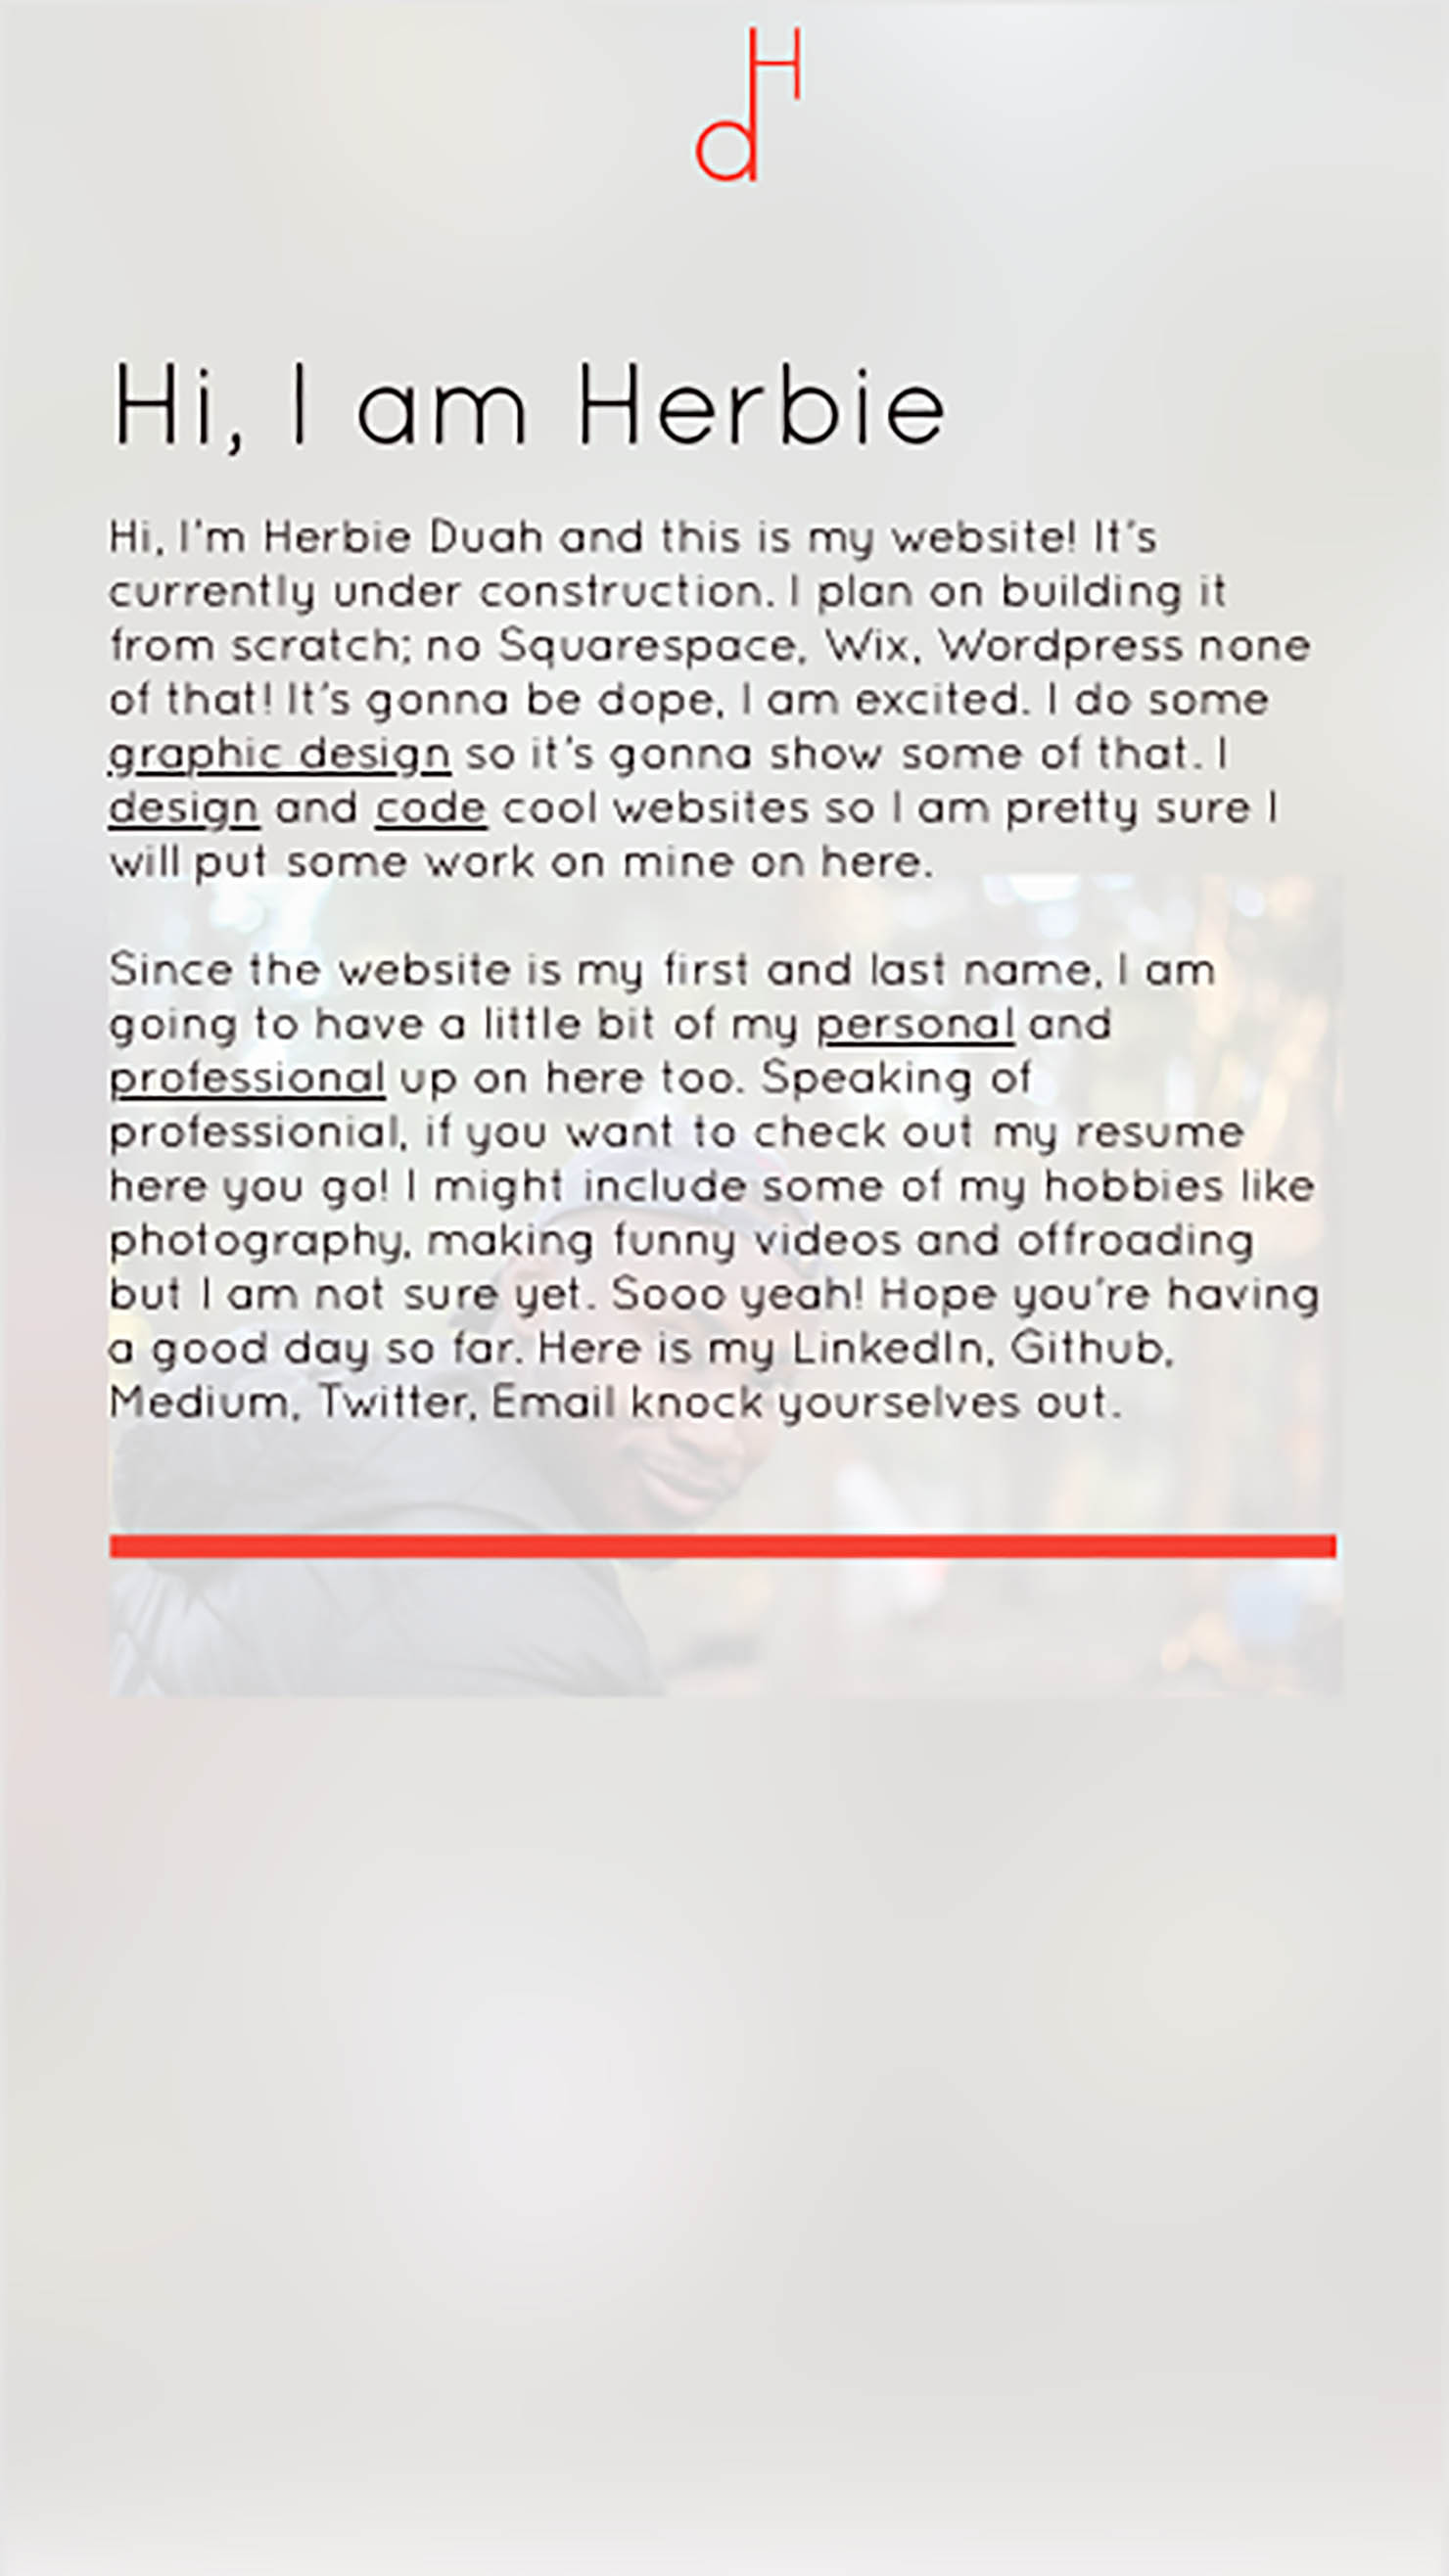 dH
Hi, I am Herbie
Hi, I'm Herbie Duah and this is my website! It's
currently under construction. I plan on building it
from scratch; no Squarespace, Wix, Wordpress none
of that! It's gonna be dope, I am excited. I do some
graphic design so it's gonna show some of that. I
design and code cool websites so I am pretty sure I
will put some work on mine on here.
Since the website is my first and last name, I am
going to have a little bit of my personal and
professional up on here too. Speaking of
professionial, if you want to check out my resume
here you go! I might include some of my hobbies like
photography, making funny videos and offroading
but I am not sure yet. Sooo yeah! Hope you're having
a good day so far. Here is my LinkedIn, Github,
Medium, Twitter, Email knock yourselves out.